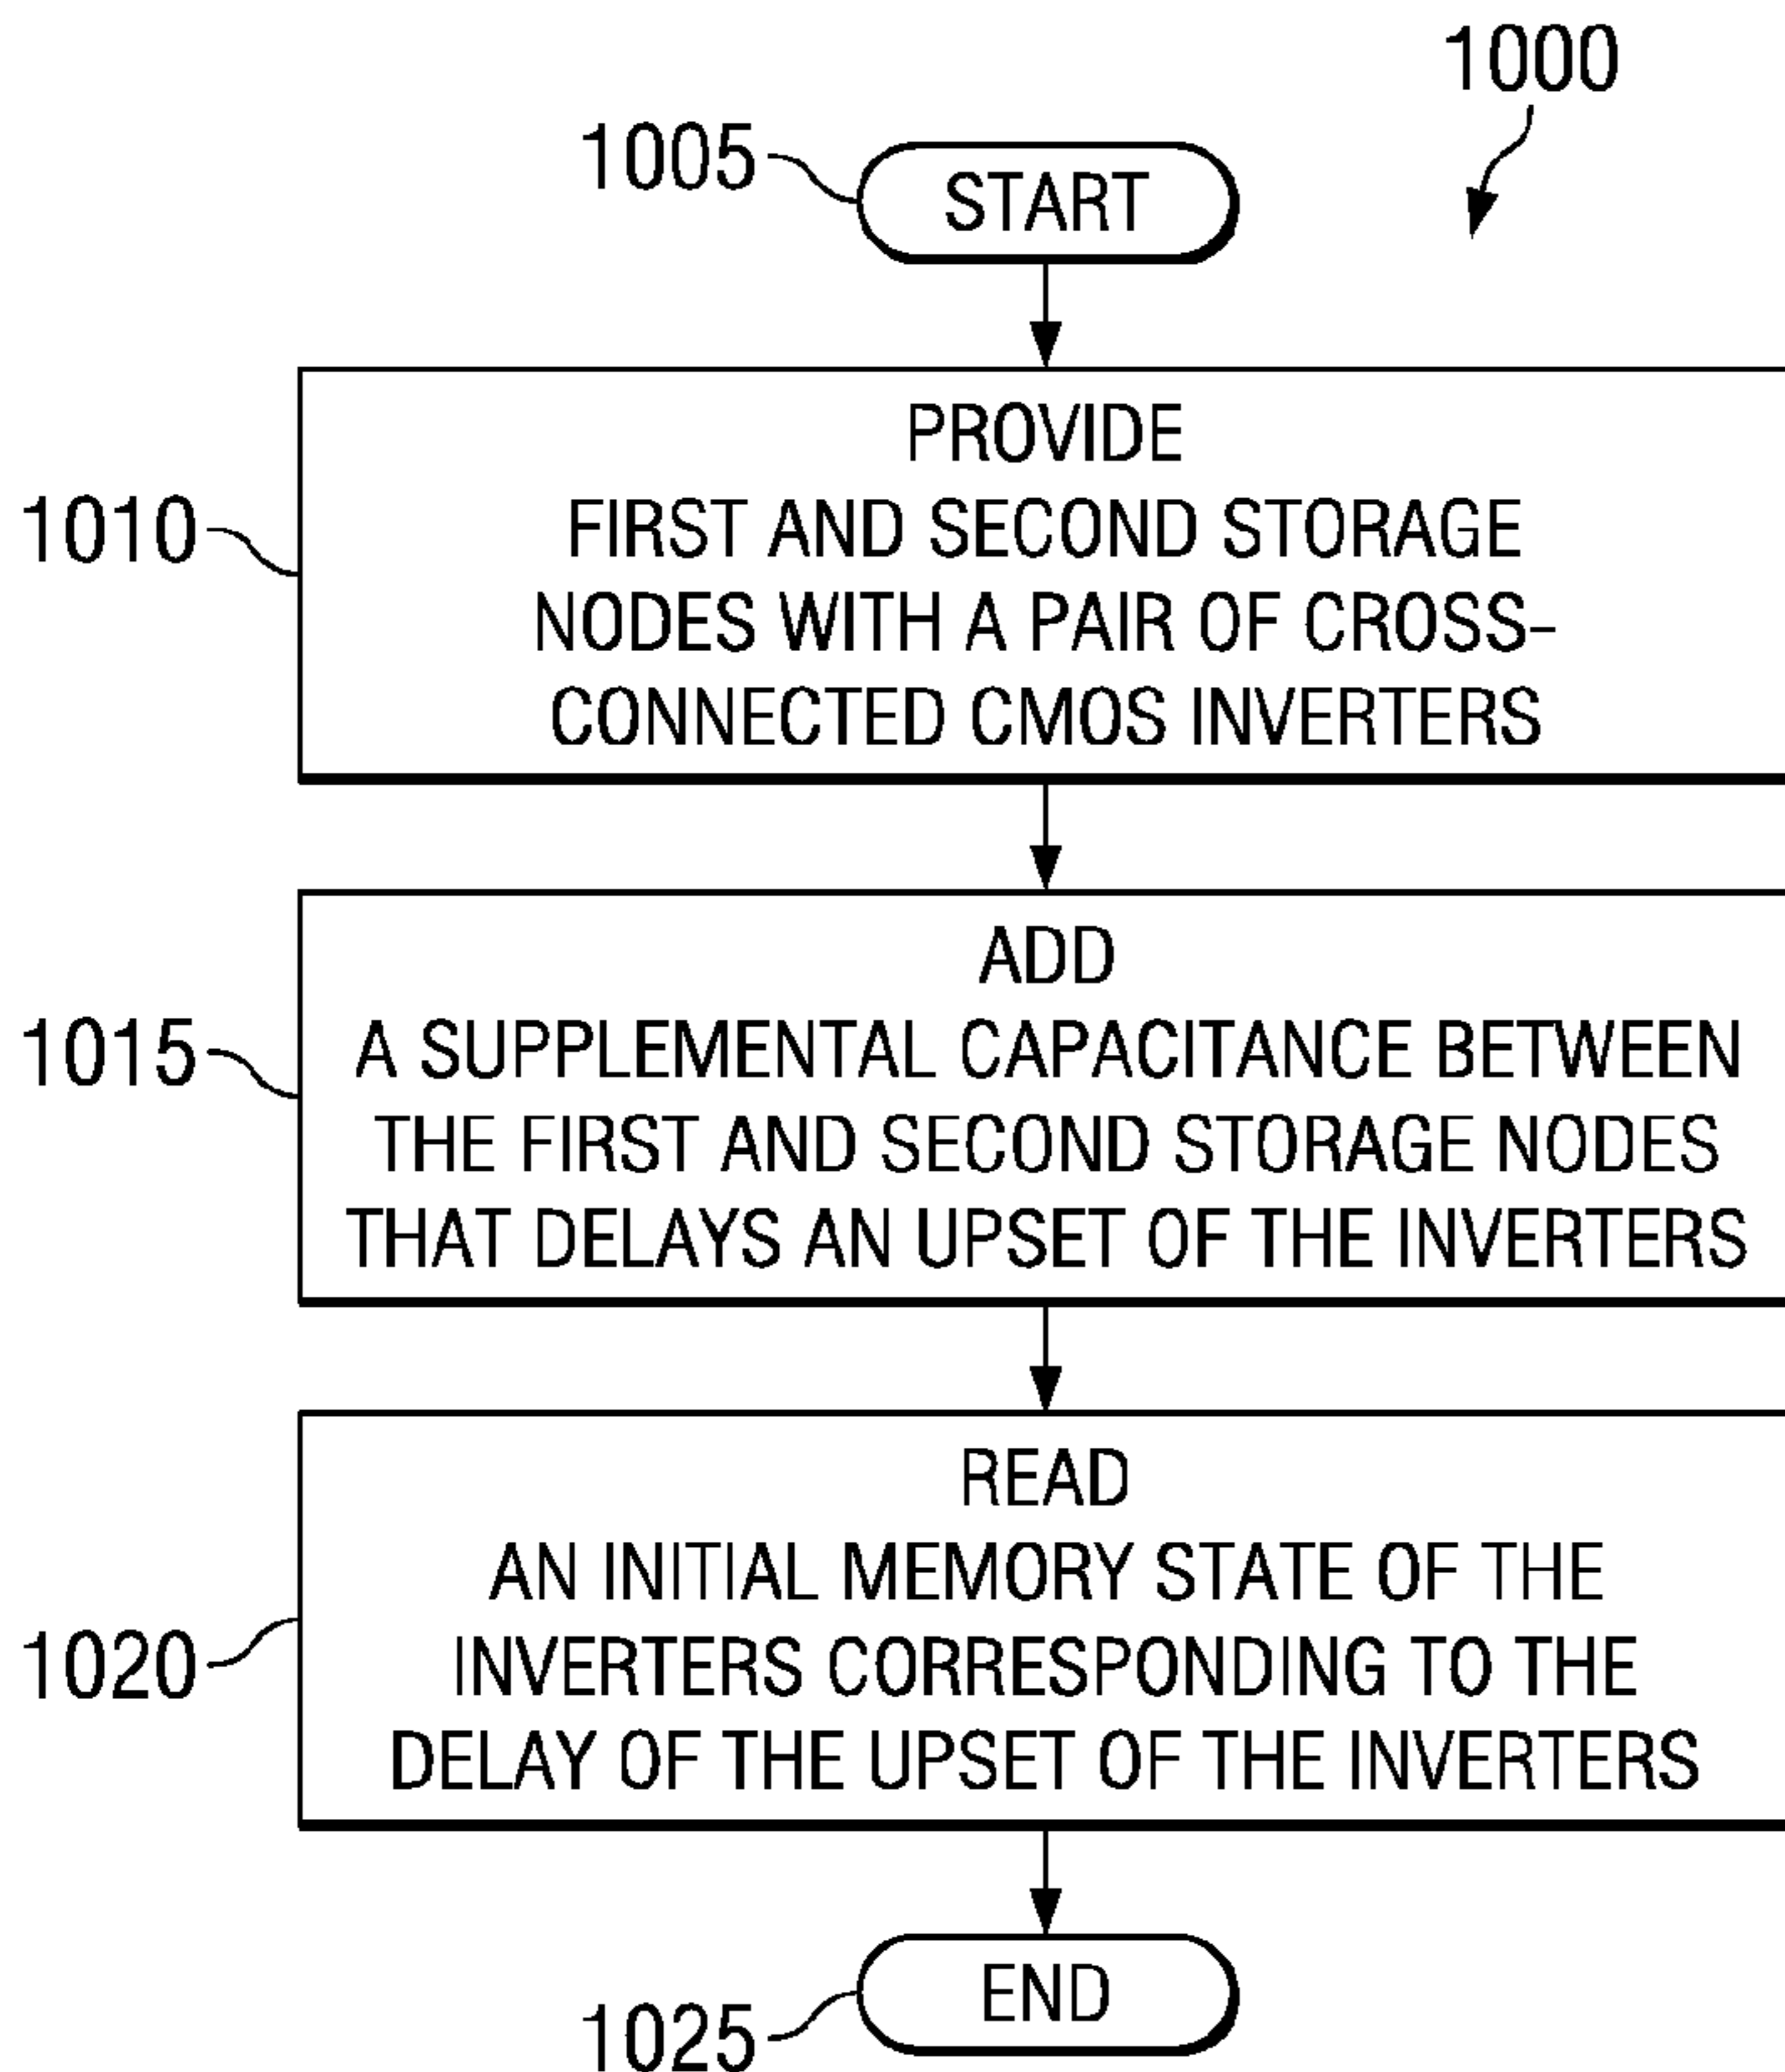 1000
1005
START
PROVIDE
FIRST AND SECOND STORAGE
1010
NODES WITH A PAIR OF CROSS-
CONNECTED CMOS INVERTERS
ADD
1015
A SUPPLEMENTAL CAPACITANCE BETWEEN
THE FIRST AND SECOND STORAGE NODES
THAT DELAYS AN UPSET OF THE INVERTERS
READ
AN INITIAL MEMORY STATE OF THE
1020
INVERTERS CORRESPONDING TO THE
DELAY OF THE UPSET OF THE INVERTERS
END
1025